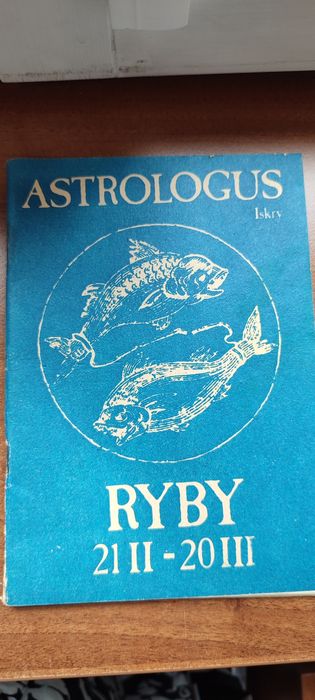 ASTROLOGUS
Iskry
RYBY
21 II - 20 III